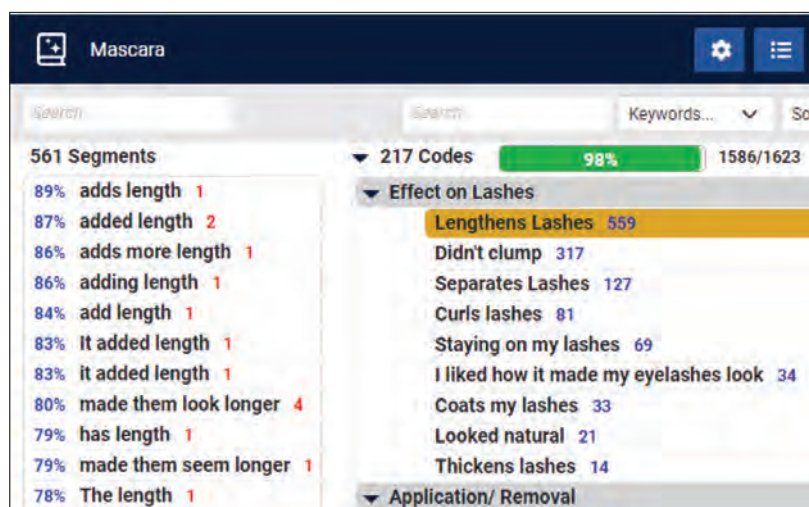 Mascara
Search
Search
Keywords...
So
561 Segments
89% adds length 1
87% added length 2
86% adds more length 1
86% adding length 1
84% add length 1
83% It added length 1
83% it added length 1
80% made them look longer 4
79% has length 1
79% made them seem longer 1
78% The length 1
217 Codes 98% 1586/1623
Effect on Lashes
Lengthens Lashes 559
Didn't clump 317
Separates Lashes 127
Curls lashes 81
Staying on my lashes 69
I liked how it made my eyelashes look 34
Coats my lashes 33
Looked natural 21
Thickens lashes 14
Application/ Removal